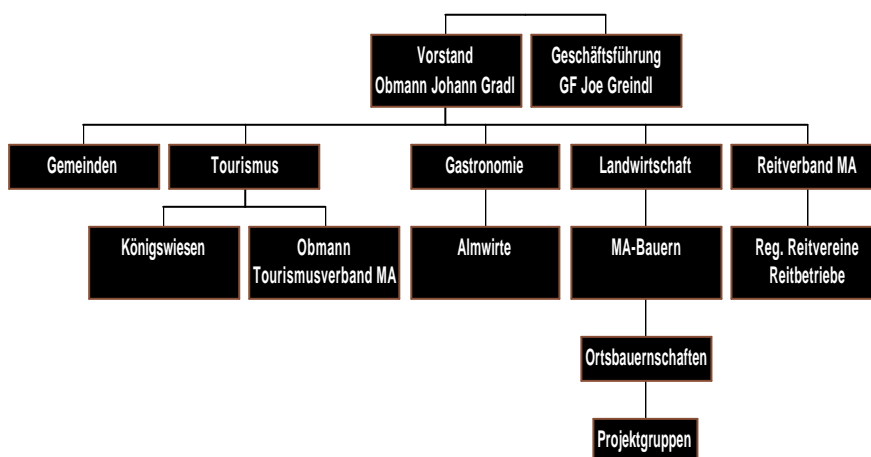 Vorstand
Obmann Johann Gradl
Geschäftsführung
GF Joe Greindl
Gemeinden
Tourismus
Gastronomie
Landwirtschaft
Reitverband MA
Königswiesen
Obmann
Tourismusverband MA
Almwirte
MA-Bauern
Reg. Reitvereine
Reitbetriebe
Ortsbauernschaften
Projektgruppen